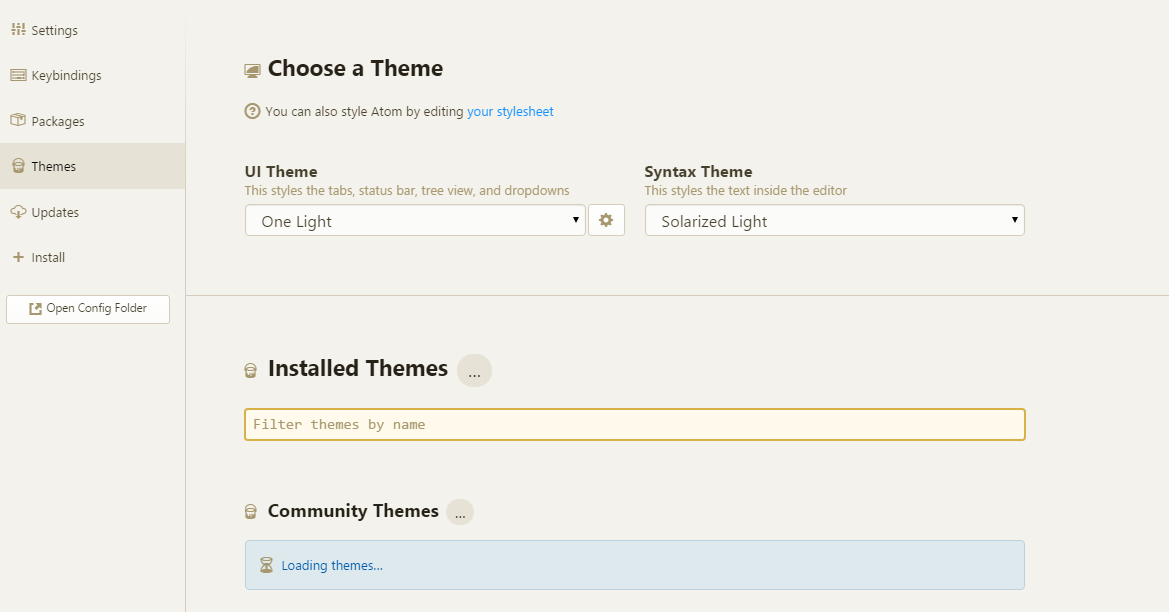 Settings
Keybindings
Packages
Themes
Updates
Install
Open Config Folder
Choose a Theme
You can also style Atom by editing your stylesheet
UI Theme
This styles the tabs, status bar, tree view, and dropdowns
One Light
Syntax Theme
This styles the text inside the editor
Solarized Light
Installed Themes …
Filter themes by name
Community Themes …
Loading themes…